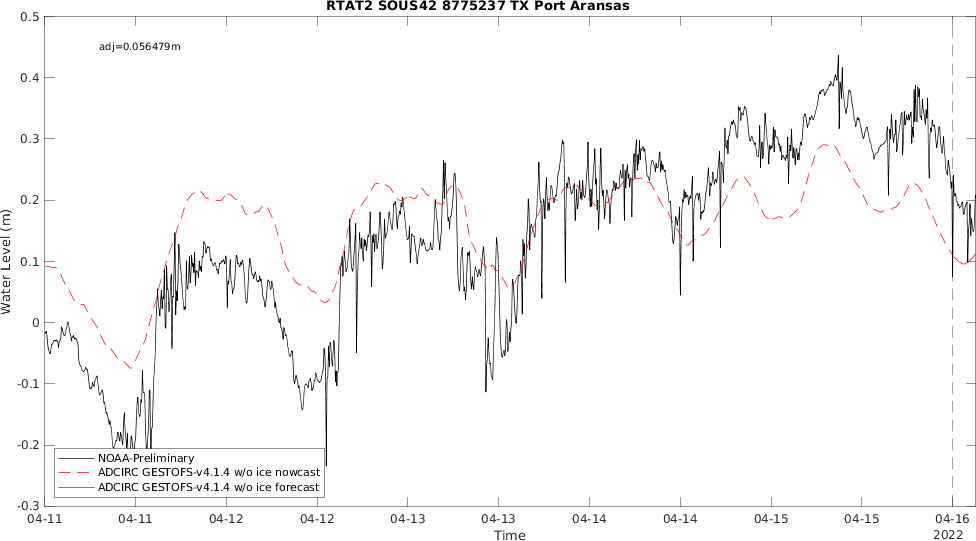 RTAT2 SOUS42 8775237 TX Port Aransas
adj=0.056479m
Water Level (m)
0.5
0.4
0.3
0.2
0.1
0
-0.1
-0.2
-0.3
NOAA-Preliminary
ADCIRC GESTOFS-v4.1.4 w/o ice nowcast
ADCIRC GESTOFS-v4.1.4 w/o ice forecast
04-11 04-11 04-12 04-12 04-13 04-13 04-14 04-14 04-15 04-15 04-16
Time 2022